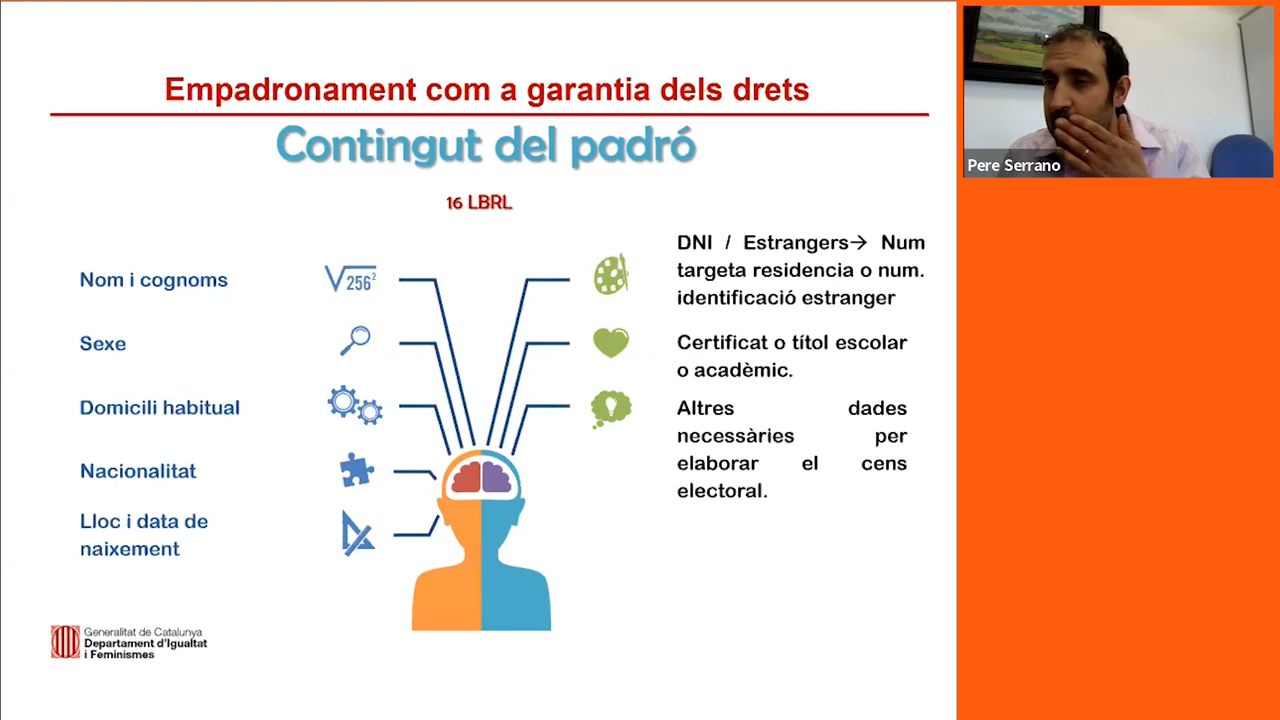 Empadronament com a garantia dels drets
Contingut del padró
16 LBRL
Nom i cognoms
Sexe
Domicili habitual
Nacionalitat
Lloc i data de
naixement
√256²
DNI / Estrangers→ Num
targeta residencia o num.
identificació estranger
Certificat o títol escolar
o acadèmic.
Altres dades
necessàries per
elaborar el cens
electoral.
Generalitat de Catalunya
Departament d'Igualtat
i Feminismes
Pere Serrano